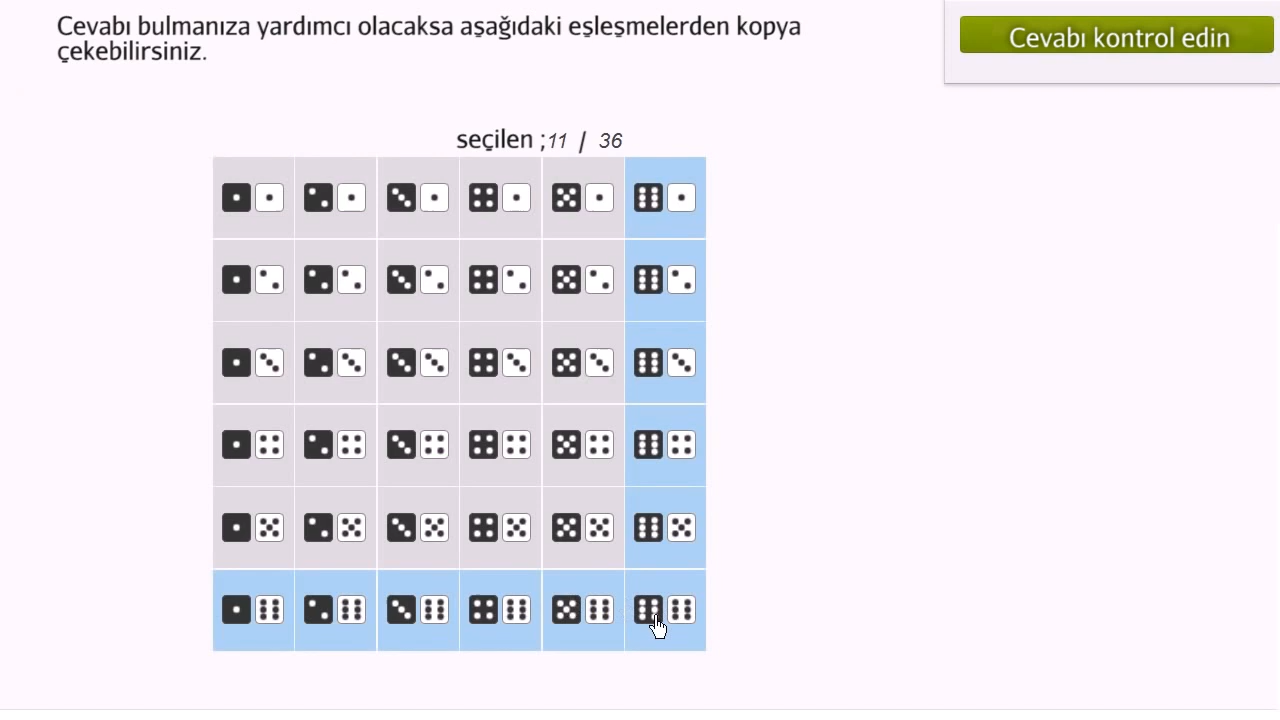 Cevabı bulmanıza yardımcı olacaksa aşağıdaki eşleşmelerden kopya
çekebilirsiniz.
Cevabı kontrol edin
seçilen ;11 / 36